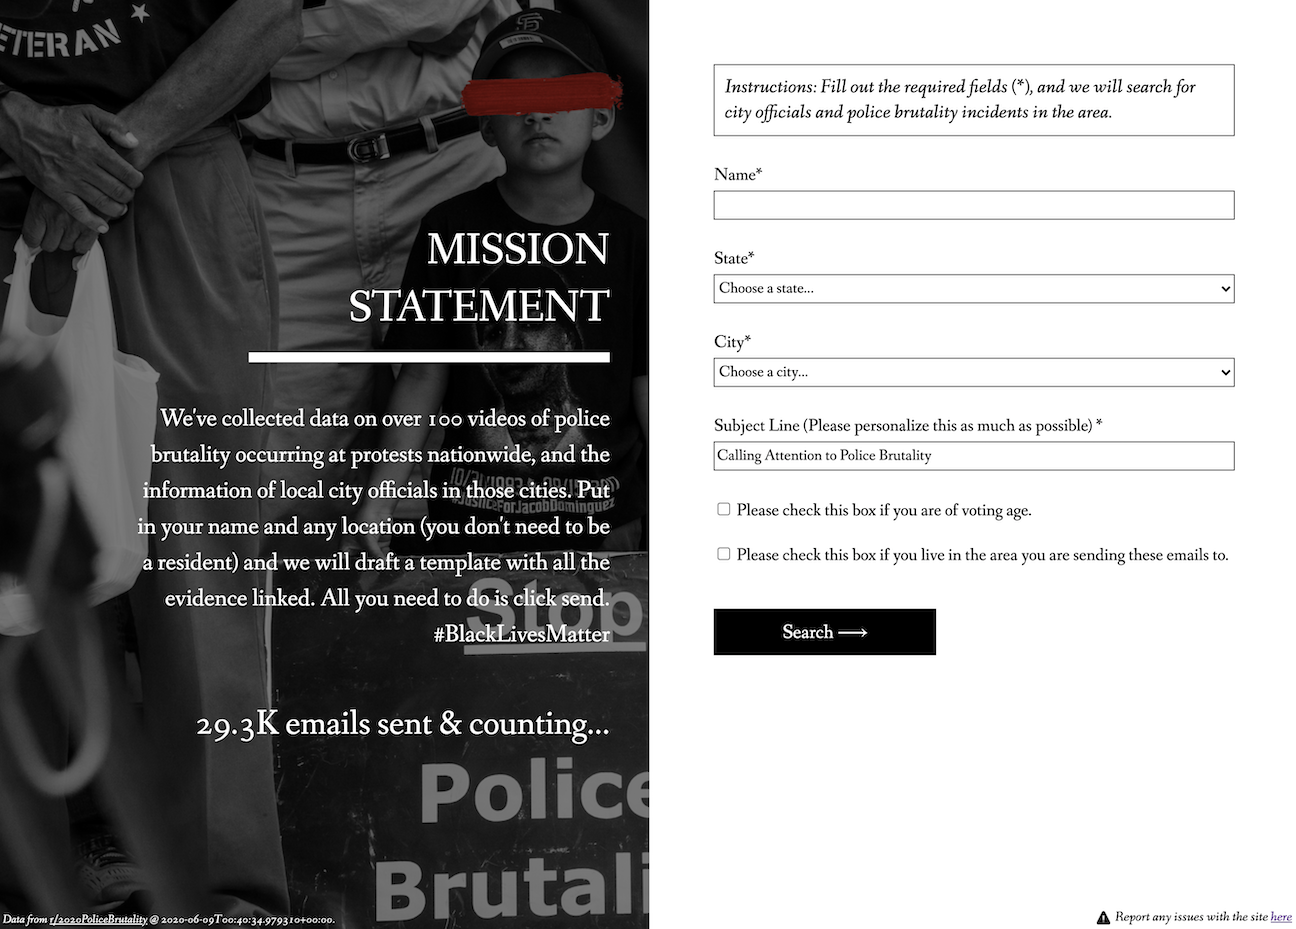 ETERAN
SF
MISSION
STATEMENT
We've collected data on over 100 videos of police
brutality occurring at protests nationwide, and the
information of local city officials in those cities. Put
in your name and any location (you don't need to be
a resident) and we will draft a template with all the
evidence linked. All you need to do is click send.
#BlackLivesMatter
#JusticeForJacobDominguez
Stop
29.3K emails sent & counting...
Police
Brutali
Data from r/2020PoliceBrutality @ 2020-06-09T00:40:34.979310+00:00.
Instructions: Fill out the required fields (*), and we will search for
city officials and police brutality incidents in the area.
Name*
State*
Choose a state...
City*
Choose a city...
Subject Line (Please personalize this as much as possible) *
Calling Attention to Police Brutality
Please check this box if you are of voting age.
Please check this box if you live in the area you are sending these emails to.
Search ⟶
Report any issues with the site here